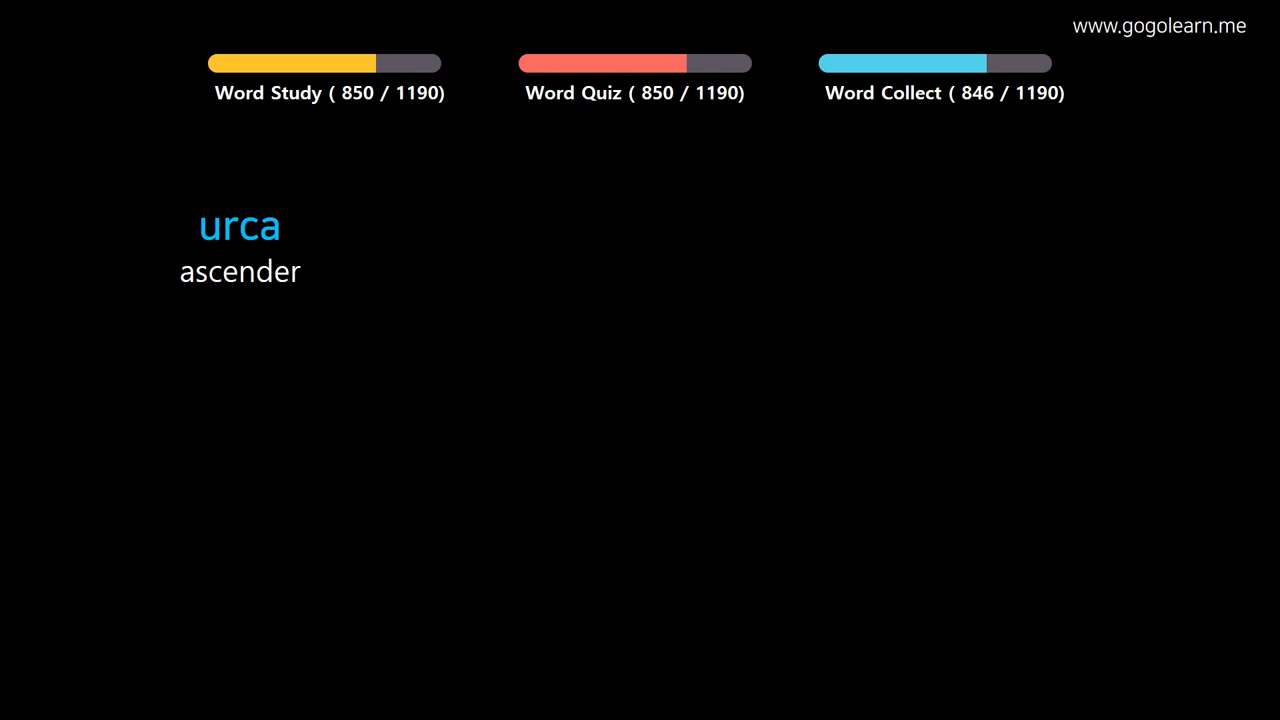 www.gogolearn.me
Word Study ( 850 / 1190)
Word Quiz ( 850 / 1190)
Word Collect ( 846 / 1190)
urca
ascender